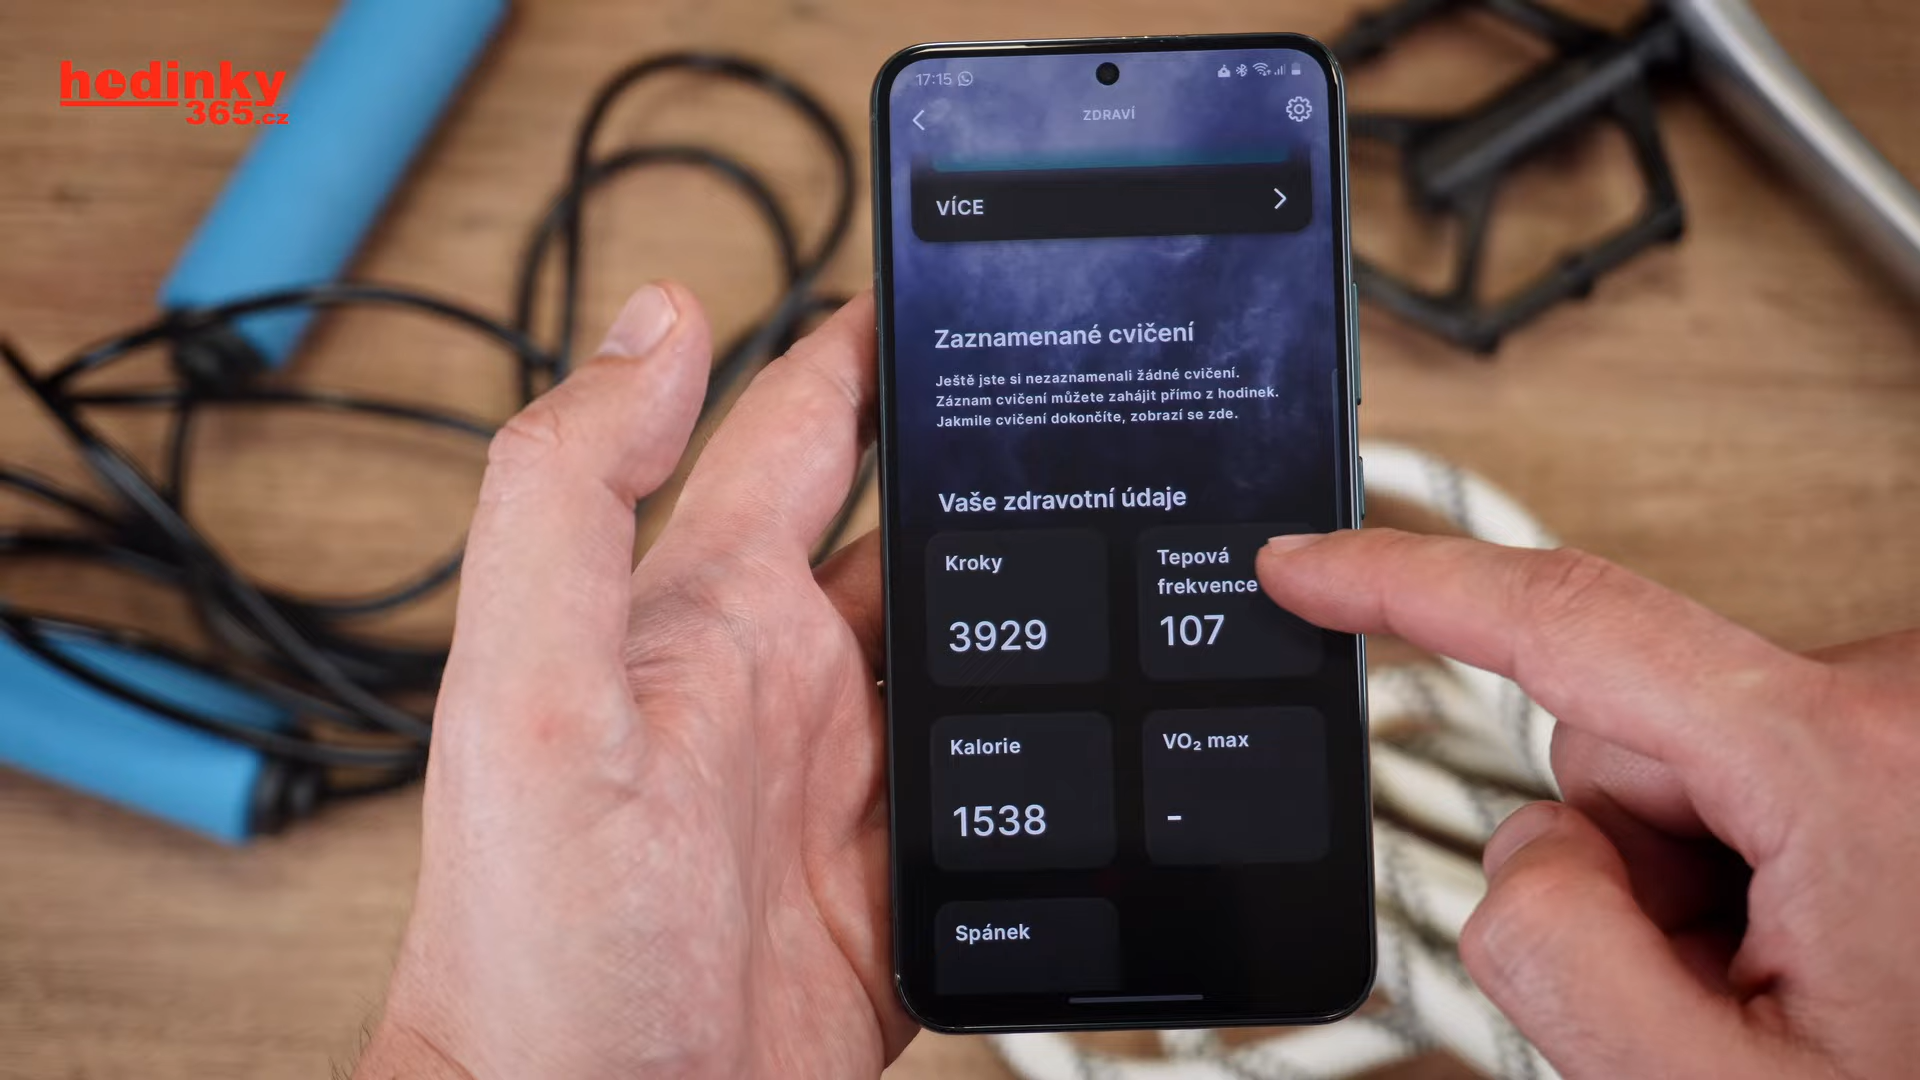 hodinky
365.cz
17:15
ZDRAVÍ
VÍCE
Zaznamenané cvičení
Ještě jste si nezaznamenali žádné cvičení.
Záznam cvičení můžete zahájit přímo z hodinek.
Jakmile cvičení dokončíte, zobrazí se zde.
Vaše zdravotní údaje
Kroky
3929
Tepová
frekvence
107
Kalorie
1538
VO₂ max
-
Spánek